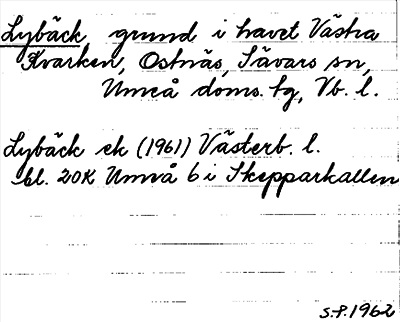 Lybäck grund i havet Västra
Kvarken, Ostnäs, Sävars sn,
Umeå doms. tg, Vb. l.
Lybäck ek (1961) Västerb. l.
bl. 20K Umeå 6 i Skepparkallen
S.P. 1962